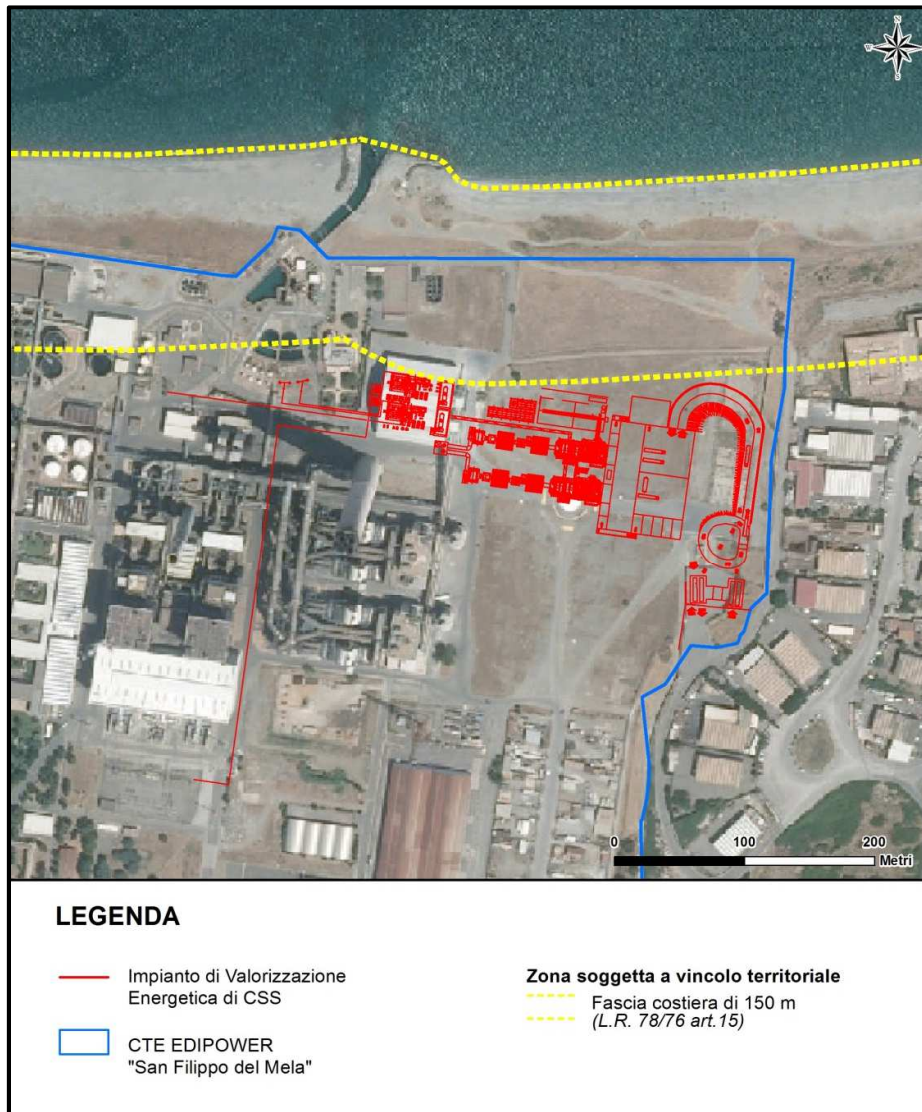 N
W
E
S
0
100
200
Metri
LEGENDA
Impianto di Valorizzazione
Energetica di CSS
CTE EDIPOWER
"San Filippo del Mela"
Zona soggetta a vincolo territoriale
Fascia costiera di 150 m
(L.R. 78/76 art.15)